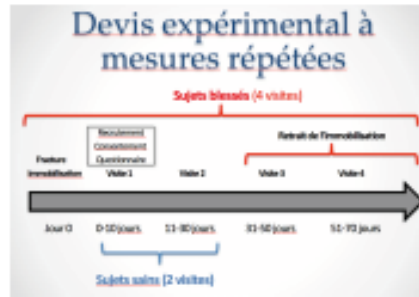 Devis expérimental à
mesures répétées
Sujets blessés (4 visites)
Recrutement
Consentement
Questionnaire
Retrait de l'immobilisation
Fracture
Immobilisation
Visite 1
Visite 2
Visite 3
Visite 4
Jour 0
0-10 jours
11-30 jours
31-50 jours
51-70 jours
Sujets sains (2 visites)